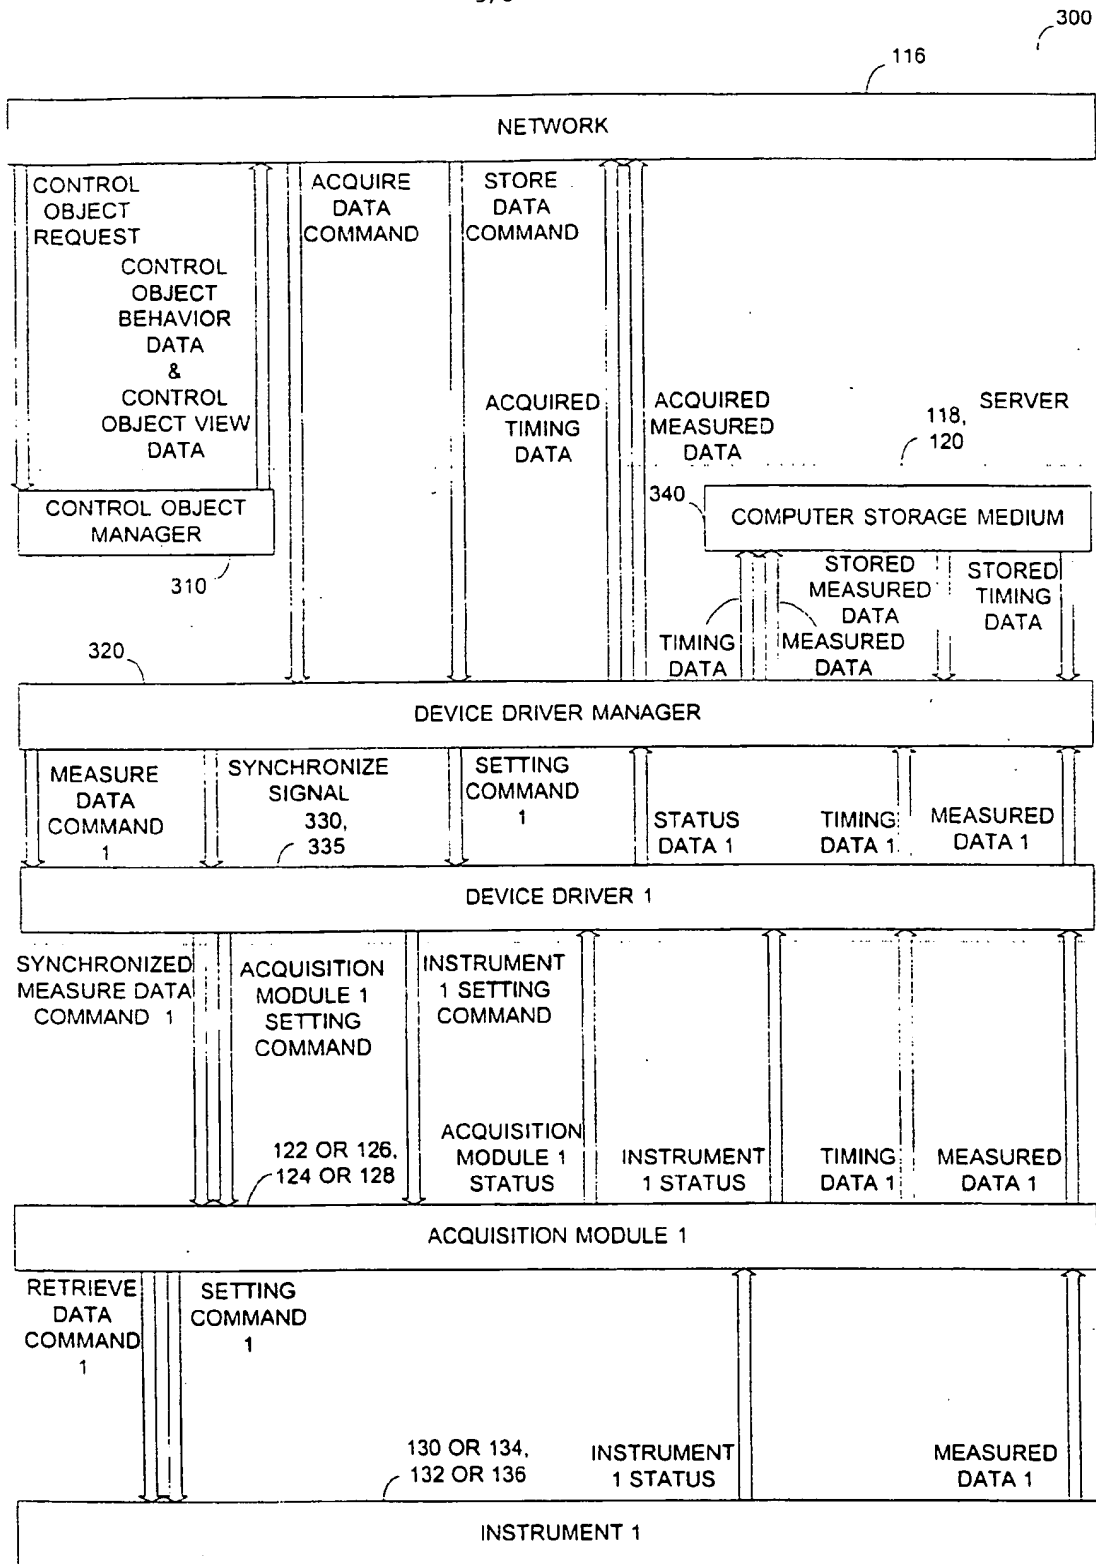 300
116
NETWORK
CONTROL
OBJECT
REQUEST
CONTROL
OBJECT
BEHAVIOR
DATA
&
CONTROL
OBJECT VIEW
DATA
ACQUIRE
DATA
COMMAND
STORE
DATA
COMMAND
ACQUIRED
TIMING
DATA
ACQUIRED
MEASURED
DATA
SERVER
118,
120
CONTROL OBJECT
MANAGER
310
340
COMPUTER STORAGE MEDIUM
TIMING
DATA
MEASURED
DATA
STORED
MEASURED
DATA
STORED
TIMING
DATA
320
DEVICE DRIVER MANAGER
MEASURE
DATA
COMMAND
1
SYNCHRONIZE
SIGNAL
330,
335
SETTING
COMMAND
1
STATUS
DATA 1
TIMING
DATA 1
MEASURED
DATA 1
DEVICE DRIVER 1
SYNCHRONIZED
MEASURE DATA
COMMAND 1
ACQUISITION
MODULE 1
SETTING
COMMAND
INSTRUMENT
1 SETTING
COMMAND
122 OR 126,
124 OR 128
ACQUISITION
MODULE 1
STATUS
INSTRUMENT
1 STATUS
TIMING
DATA 1
MEASURED
DATA 1
ACQUISITION MODULE 1
RETRIEVE
DATA
COMMAND
1
SETTING
COMMAND
1
130 OR 134,
132 OR 136
INSTRUMENT
1 STATUS
MEASURED
DATA 1
INSTRUMENT 1